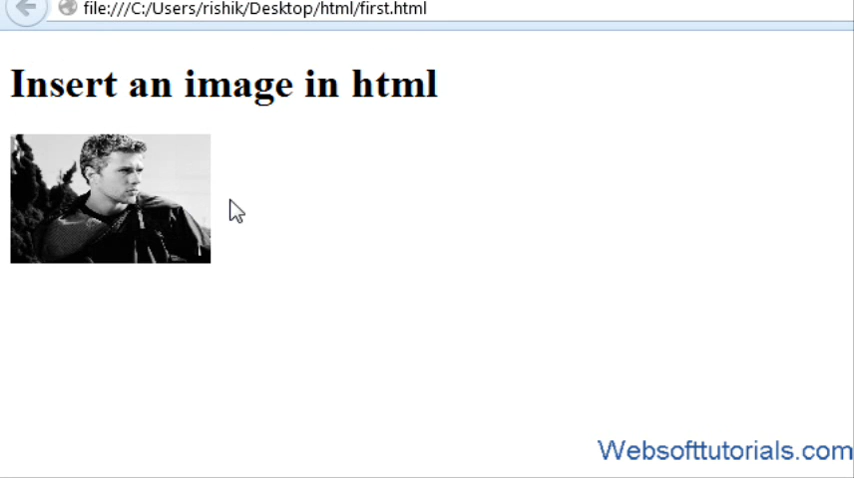 file:///C:/Users/rishik/Desktop/html/first.html
Insert an image in html
Websofttutorials.com